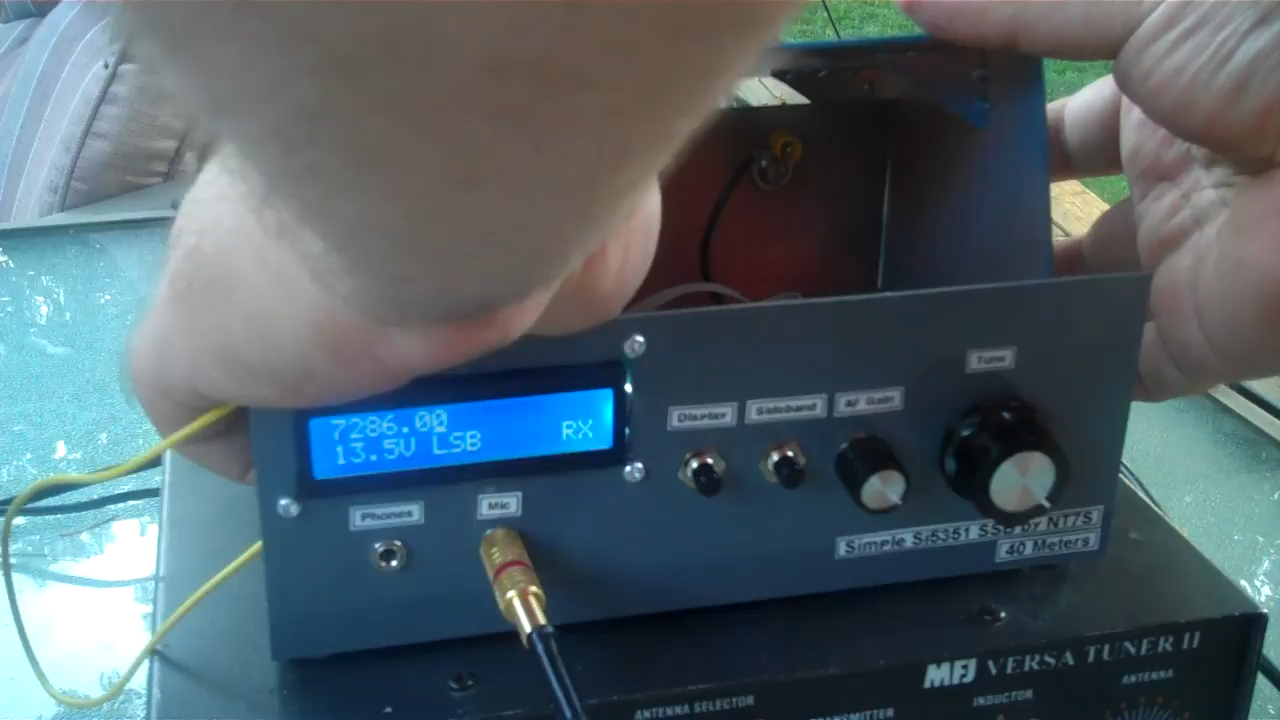 7286.00
13.5V LSB RX
Display
Sideband
AF Gain
Tune
Phones
Mic
Simple Si5351 SSB by NT7S
40 Meters
MFJ VERSA TUNER II
ANTENNA SELECTOR
TRANSMITTER
INDUCTOR
ANTENNA